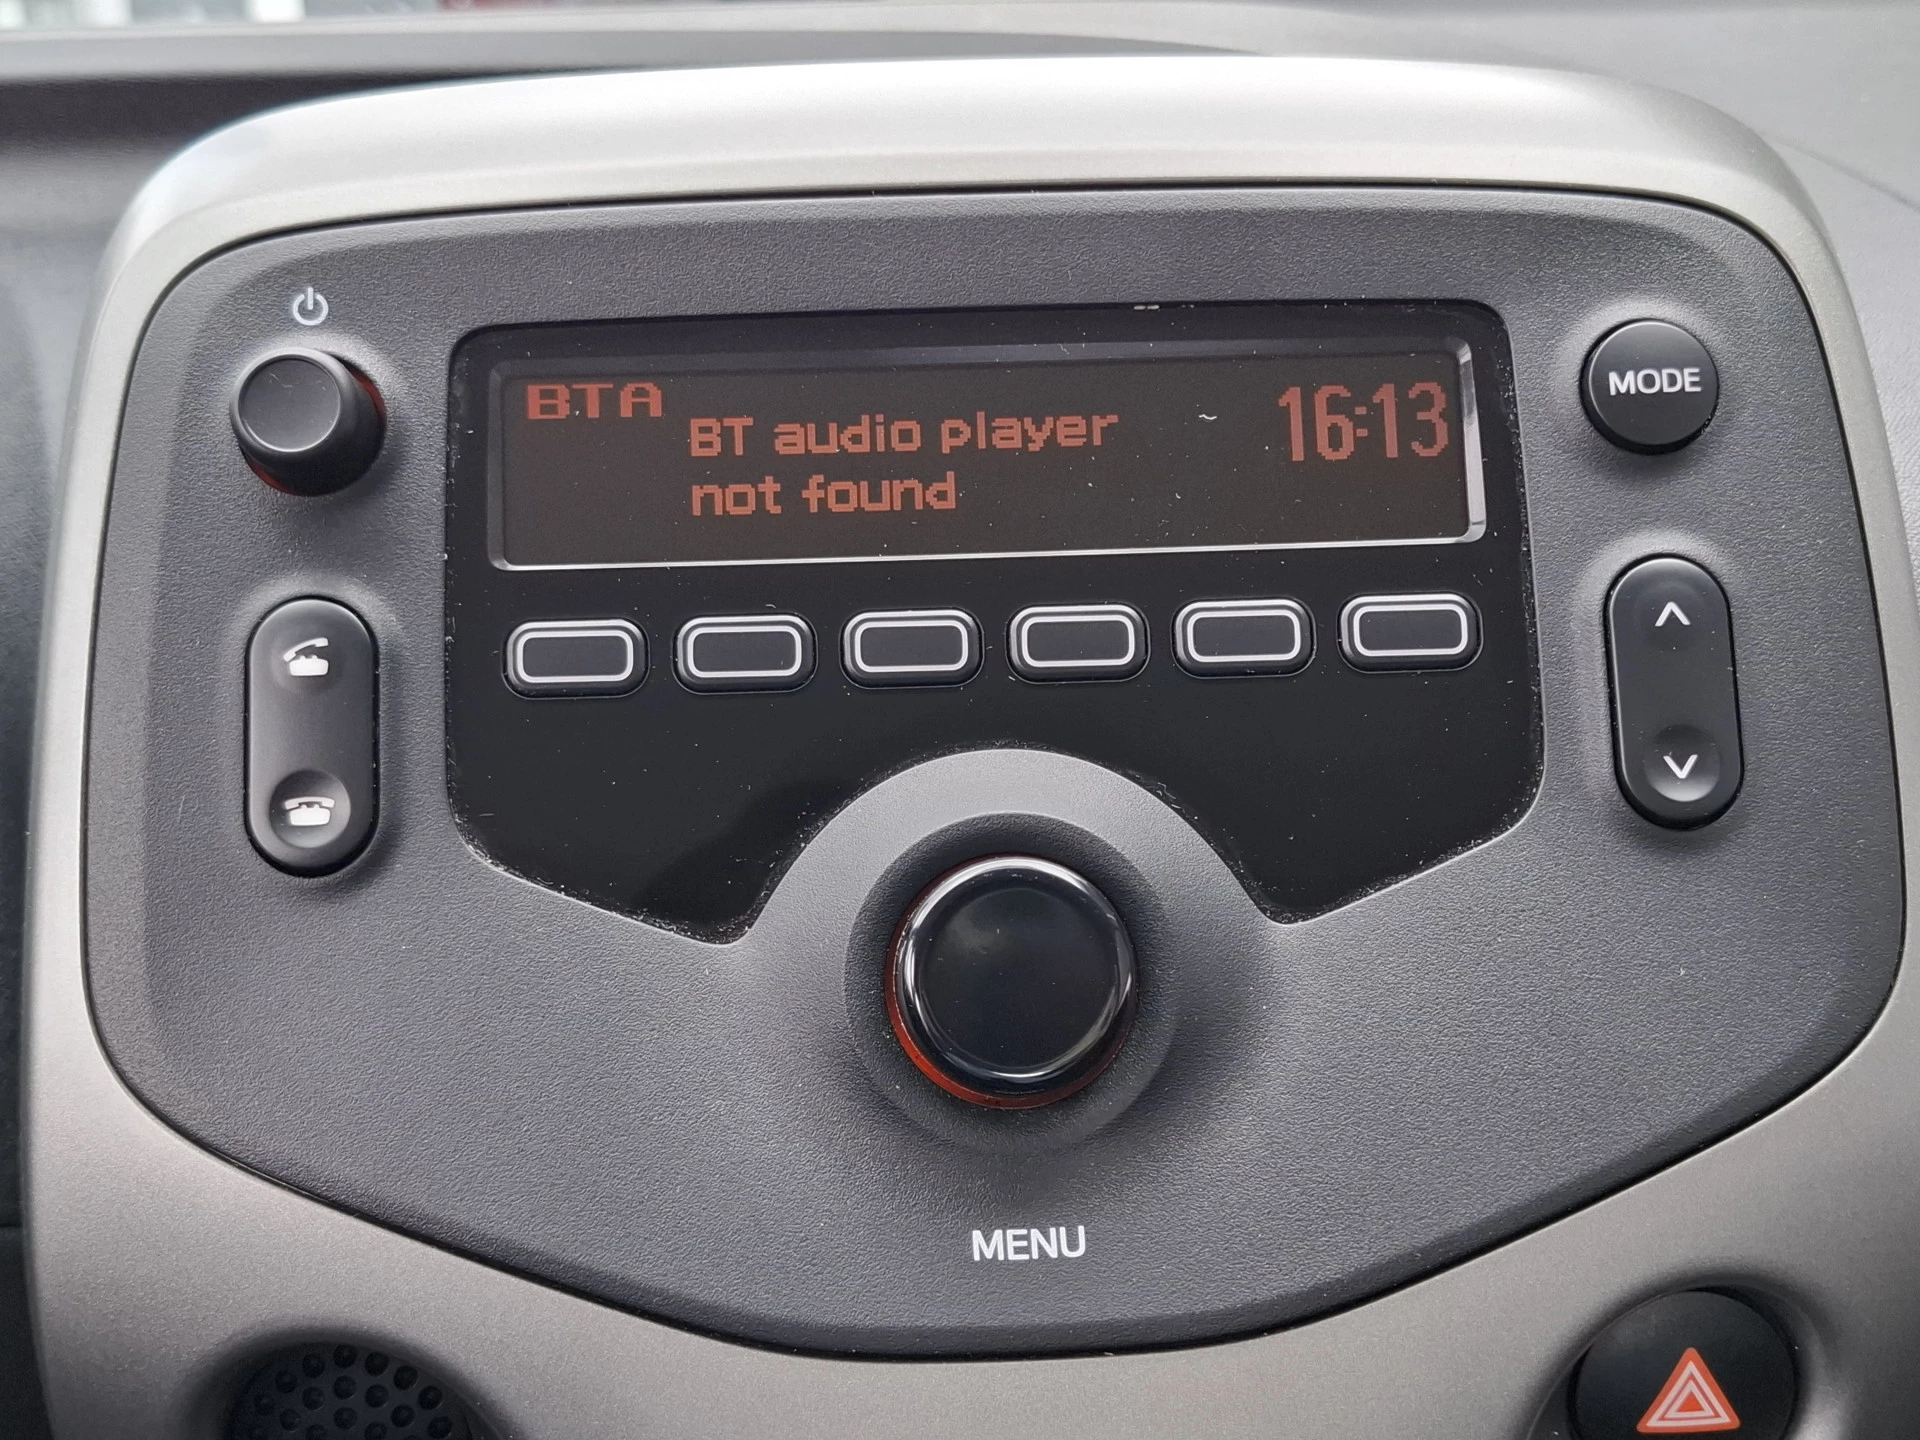 BTA
BT audio player
not found
16:13
MODE
MENU